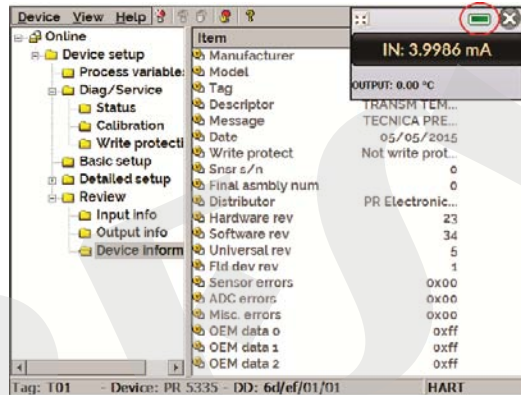 Device View Help
Online
Device setup
Process variable
Diag/Service
Status
Calibration
Write protecti
Basic setup
Detailed setup
Review
Input info
Output info
Device inform
Item
Manufacturer
Model
Tag
Descriptor TRANSM TEM...
Message TECNICA PRE...
Date 05/05/2015
Write protect Not write prot...
Snsr s/n 0
Final asmbly num 0
Distributor PR Electronic...
Hardware rev 23
Software rev 34
Universal rev 5
Fld dev rev 1
Sensor errors 0x00
ADC errors 0x00
Misc. errors 0x00
OEM data 0 0xff
OEM data 1 0xff
OEM data 2 0xff
IN: 3.9986 mA
OUTPUT: 0.00 °C
Tag: T01 - Device: PR 5335 - DD: 6d/ef/01/01 HART